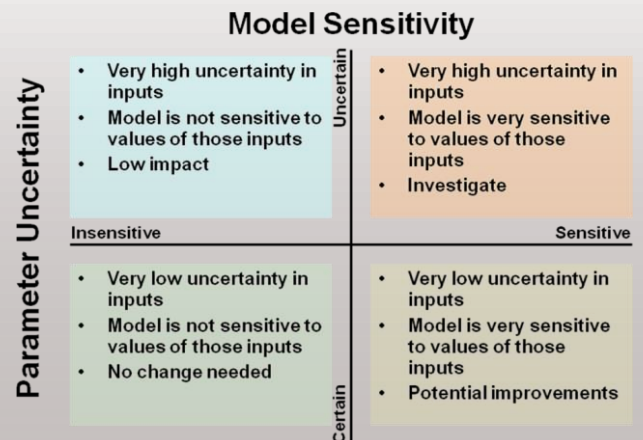 Model Sensitivity
Parameter Uncertainty
Uncertain
• Very high uncertainty in
inputs
• Model is not sensitive to
values of those inputs
• Low impact
• Very high uncertainty in
inputs
• Model is very sensitive
to values of those
inputs
• Investigate
Insensitive
Sensitive
• Very low uncertainty in
inputs
• Model is not sensitive to
values of those inputs
• No change needed
• Very low uncertainty in
inputs
• Model is very sensitive
to values of those
inputs
• Potential improvements
Certain